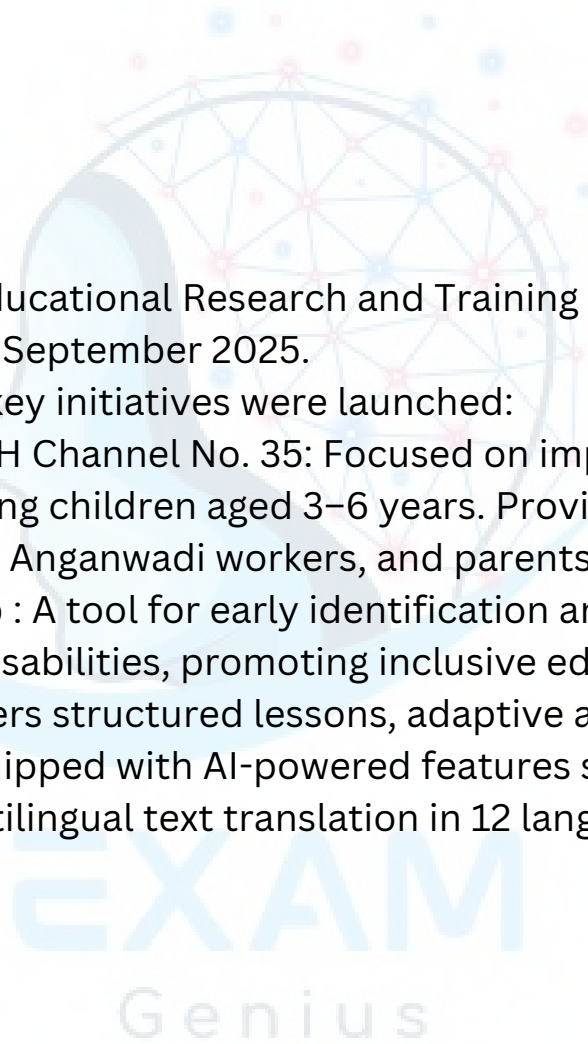 ducational Research and Training
September 2025.
key initiatives were launched:
H Channel No. 35: Focused on imp
ng children aged 3–6 years. Provi
Anganwadi workers, and parents
: A tool for early identification an
sabilities, promoting inclusive ed
ers structured lessons, adaptive a
ipped with AI-powered features s
tilingual text translation in 12 lang
EXAM
Genius